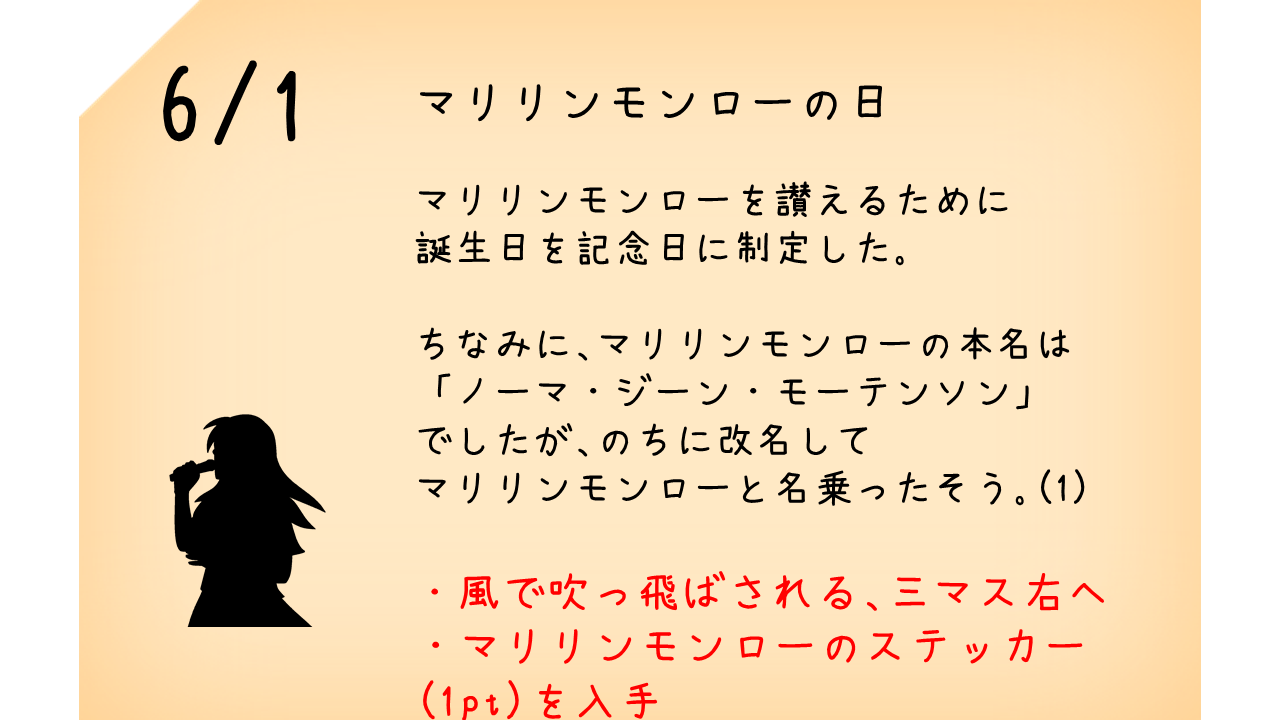 6/1
マリリンモンローの日
マリリンモンローを讃えるために
誕生日を記念日に制定した。
ちなみに、マリリンモンローの本名は
「ノーマ・ジーン・モーテンソン」
でしたが、のちに改名して
マリリンモンローと名乗ったそう。(1)
・風で吹っ飛ばされる、三マス右へ
・マリリンモンローのステッカー
(1pt)を入手